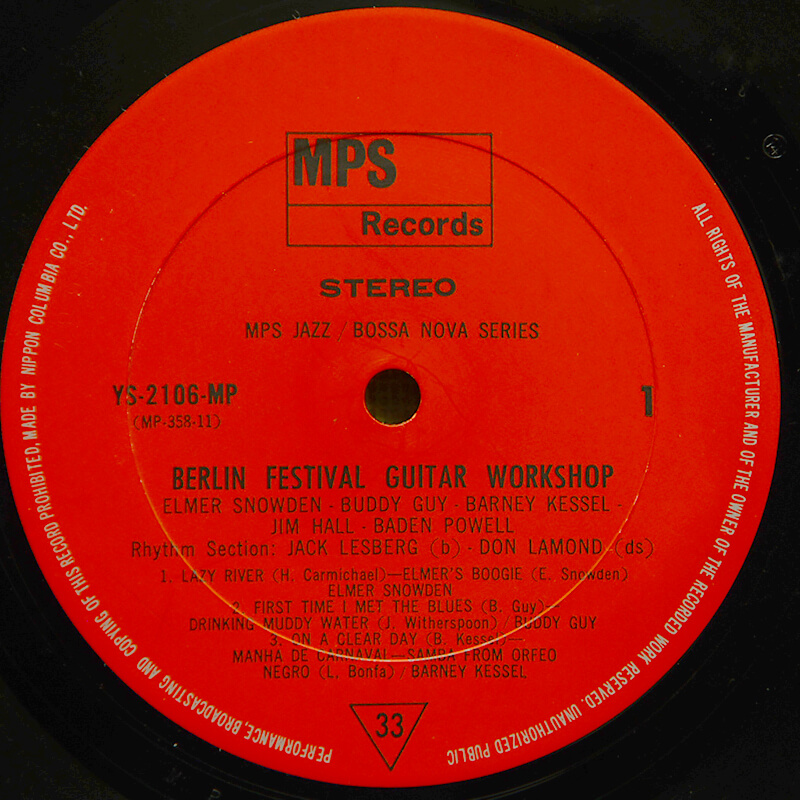 MPS
Records
STEREO
MPS JAZZ / BOSSA NOVA SERIES
YS-2106-MP
(MP-358-11)
1
BERLIN FESTIVAL GUITAR WORKSHOP
ELMER SNOWDEN - BUDDY GUY - BARNEY KESSEL -
JIM HALL - BADEN POWELL
Rhythm Section: JACK LESBERG (b) - DON LAMOND (ds)
1. LAZY RIVER (H. Carmichael)—ELMER'S BOOGIE (E. Snowden)
ELMER SNOWDEN
2. FIRST TIME I MET THE BLUES (B. Guy)—
DRINKING MUDDY WATER (J. Witherspoon) / BUDDY GUY
3. ON A CLEAR DAY (B. Kessel)—
MANHA DE CARNAVAL—SAMBA FROM ORFEO
NEGRO (L. Bonfa) / BARNEY KESSEL
33
ALL RIGHTS OF THE MANUFACTURER AND OF THE OWNER OF THE RECORDED WORK RESERVED. UNAUTHORIZED PUBLIC
PERFORMANCE, BROADCASTING AND COPYING OF THIS RECORD PROHIBITED, MADE BY NIPPON COLUMBIA CO., LTD.